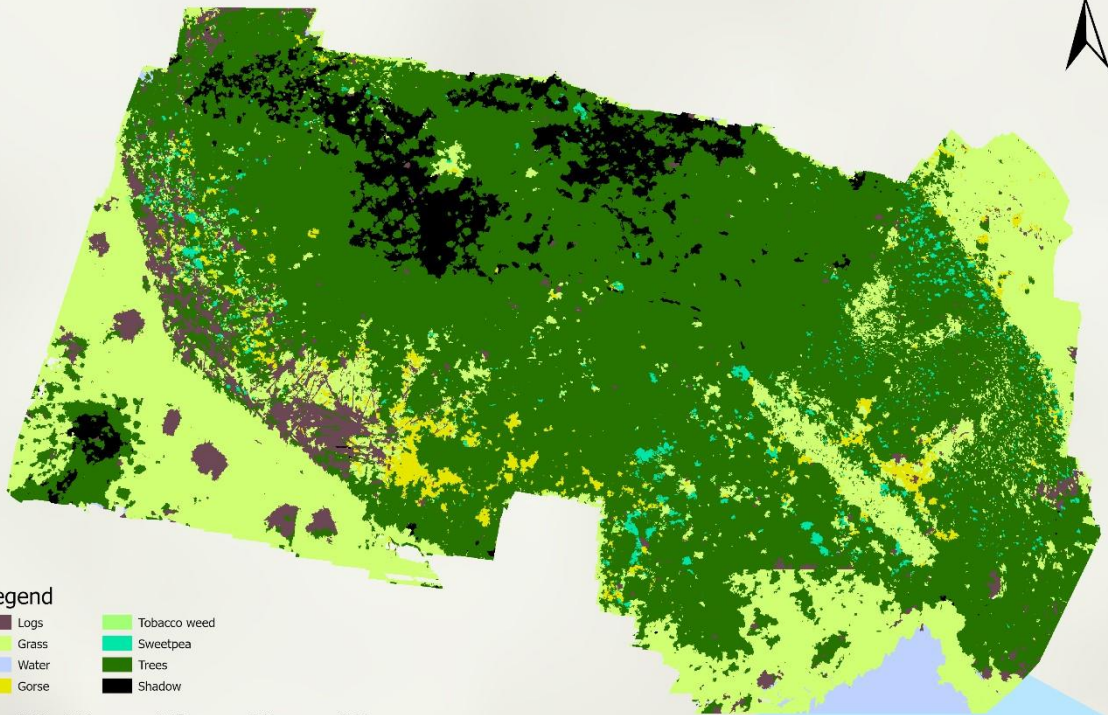 egend
Logs
Grass
Water
Gorse
Tobacco weed
Sweetpea
Trees
Shadow